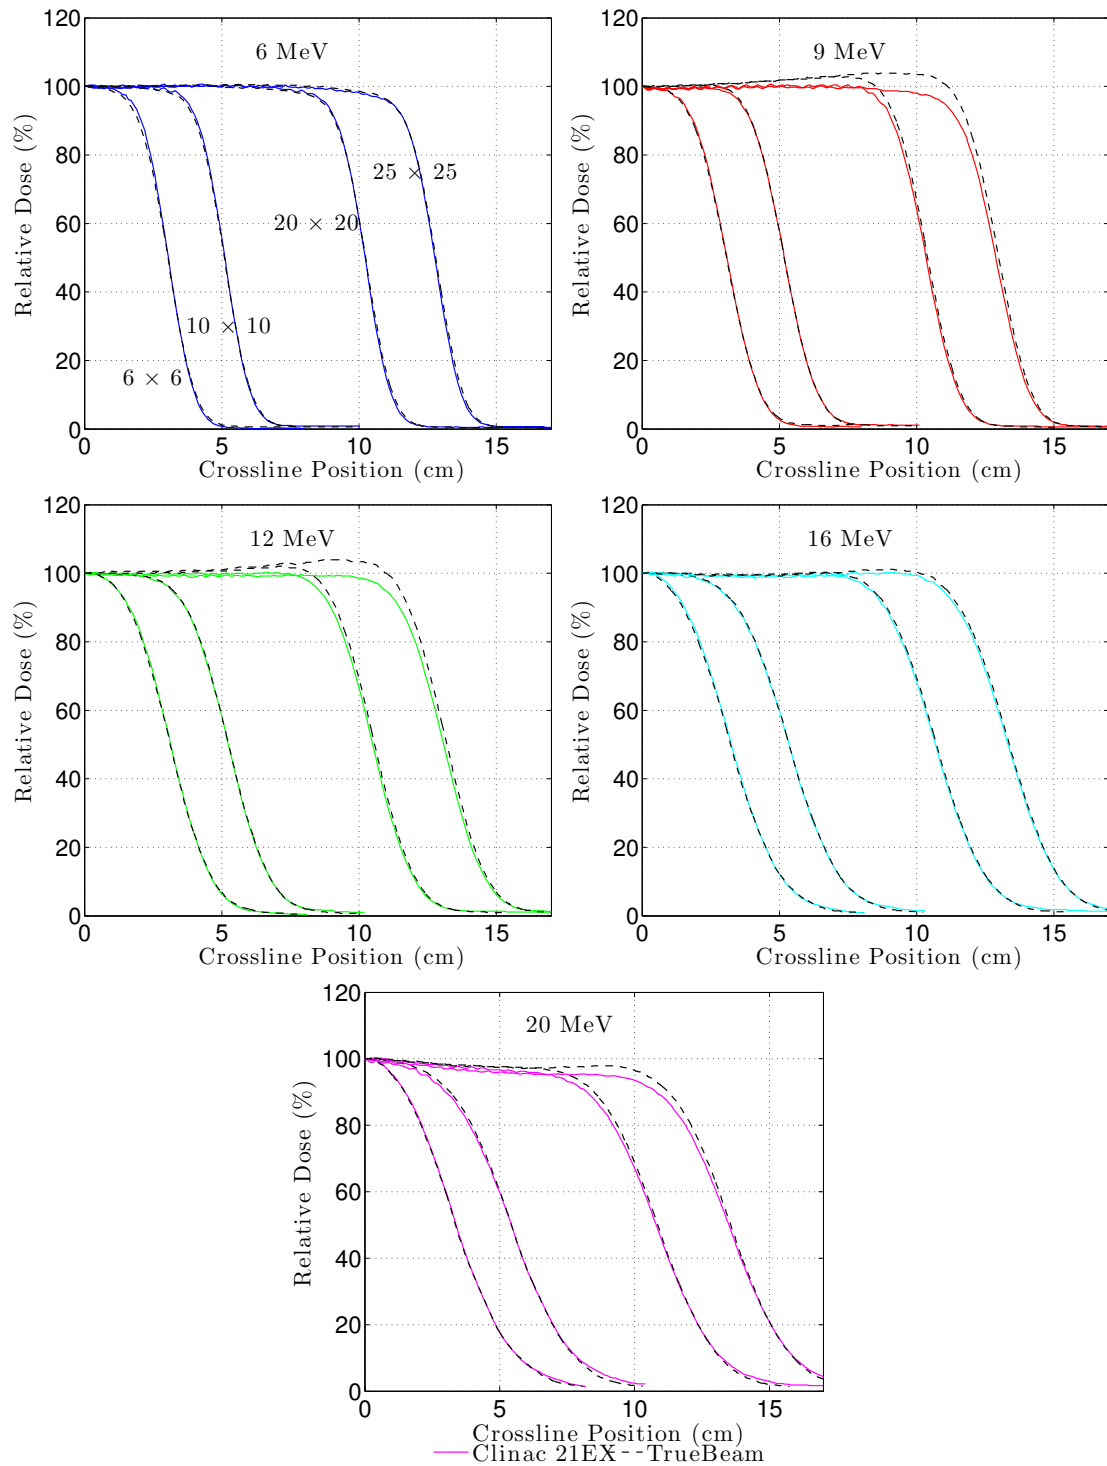 6 MeV
120
100
80
60
40
20
0
Relative Dose (%)
25 × 25
20 × 20
10 × 10
6 × 6
0 5 10 15
Crossline Position (cm)
9 MeV
120
100
80
60
40
20
0
Relative Dose (%)
0 5 10 15
Crossline Position (cm)
12 MeV
120
100
80
60
40
20
0
Relative Dose (%)
0 5 10 15
Crossline Position (cm)
16 MeV
120
100
80
60
40
20
0
Relative Dose (%)
0 5 10 15
Crossline Position (cm)
20 MeV
120
100
80
60
40
20
0
Relative Dose (%)
0 5 10 15
Crossline Position (cm)
Clinac 21EX TrueBeam